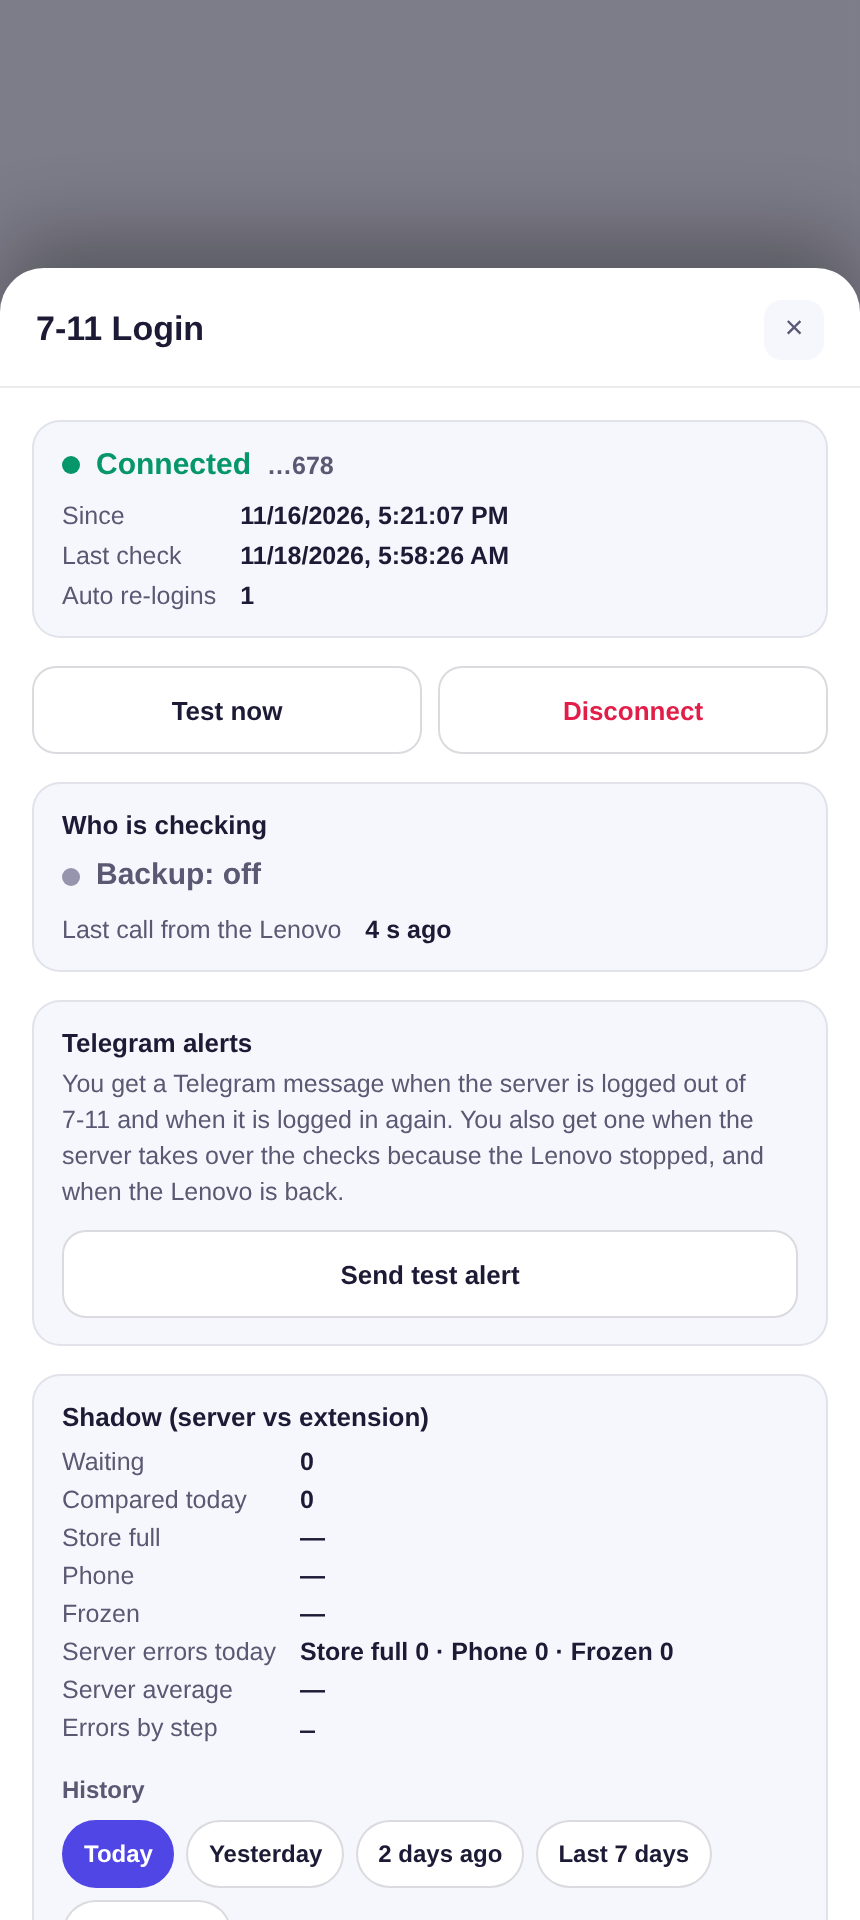 7-11 Login
×
Connected ...678
Since 11/16/2026, 5:21:07 PM
Last check 11/18/2026, 5:58:26 AM
Auto re-logins 1
Test now Disconnect
Who is checking
Backup: off
Last call from the Lenovo 4 s ago
Telegram alerts
You get a Telegram message when the server is logged out of
7-11 and when it is logged in again. You also get one when the
server takes over the checks because the Lenovo stopped, and
when the Lenovo is back.
Send test alert
Shadow (server vs extension)
Waiting 0
Compared today 0
Store full —
Phone —
Frozen —
Server errors today Store full 0 · Phone 0 · Frozen 0
Server average —
Errors by step –
History
Today Yesterday 2 days ago Last 7 days